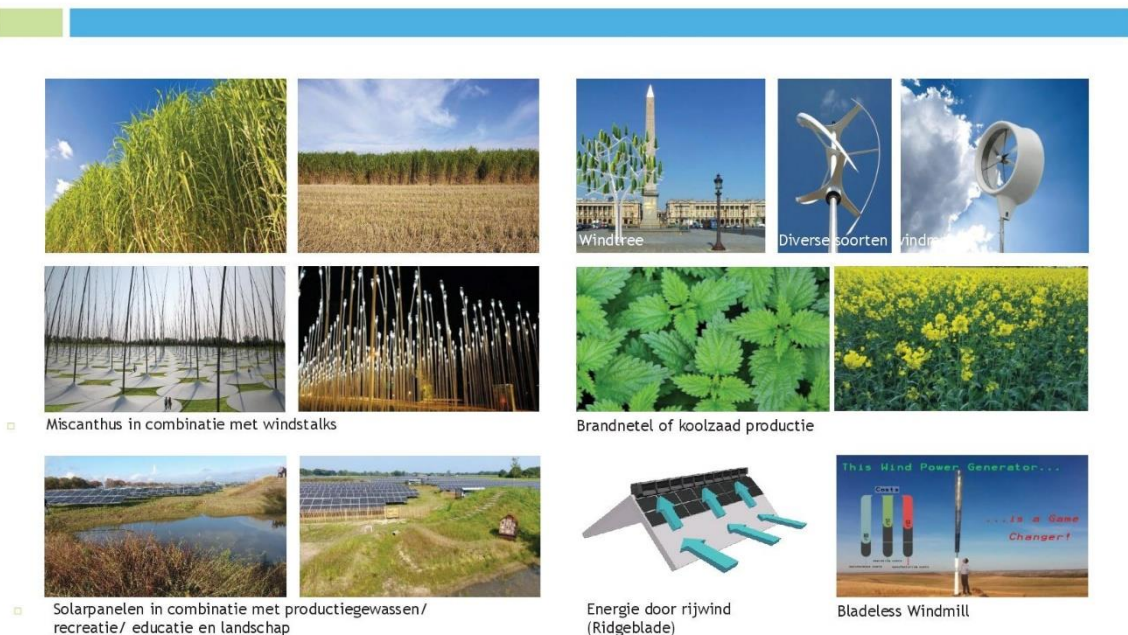 Windtree
Diverse soorten windm
Miscanthus in combinatie met windstalks
Brandnetel of koolzaad productie
This Wind Power Generator...
Costs
...is a Game
Changer!
Solarpanelen in combinatie met productiegewassen/
recreatie/ educatie en landschap
Energie door rijwind
(Ridgeblade)
Bladeless Windmill